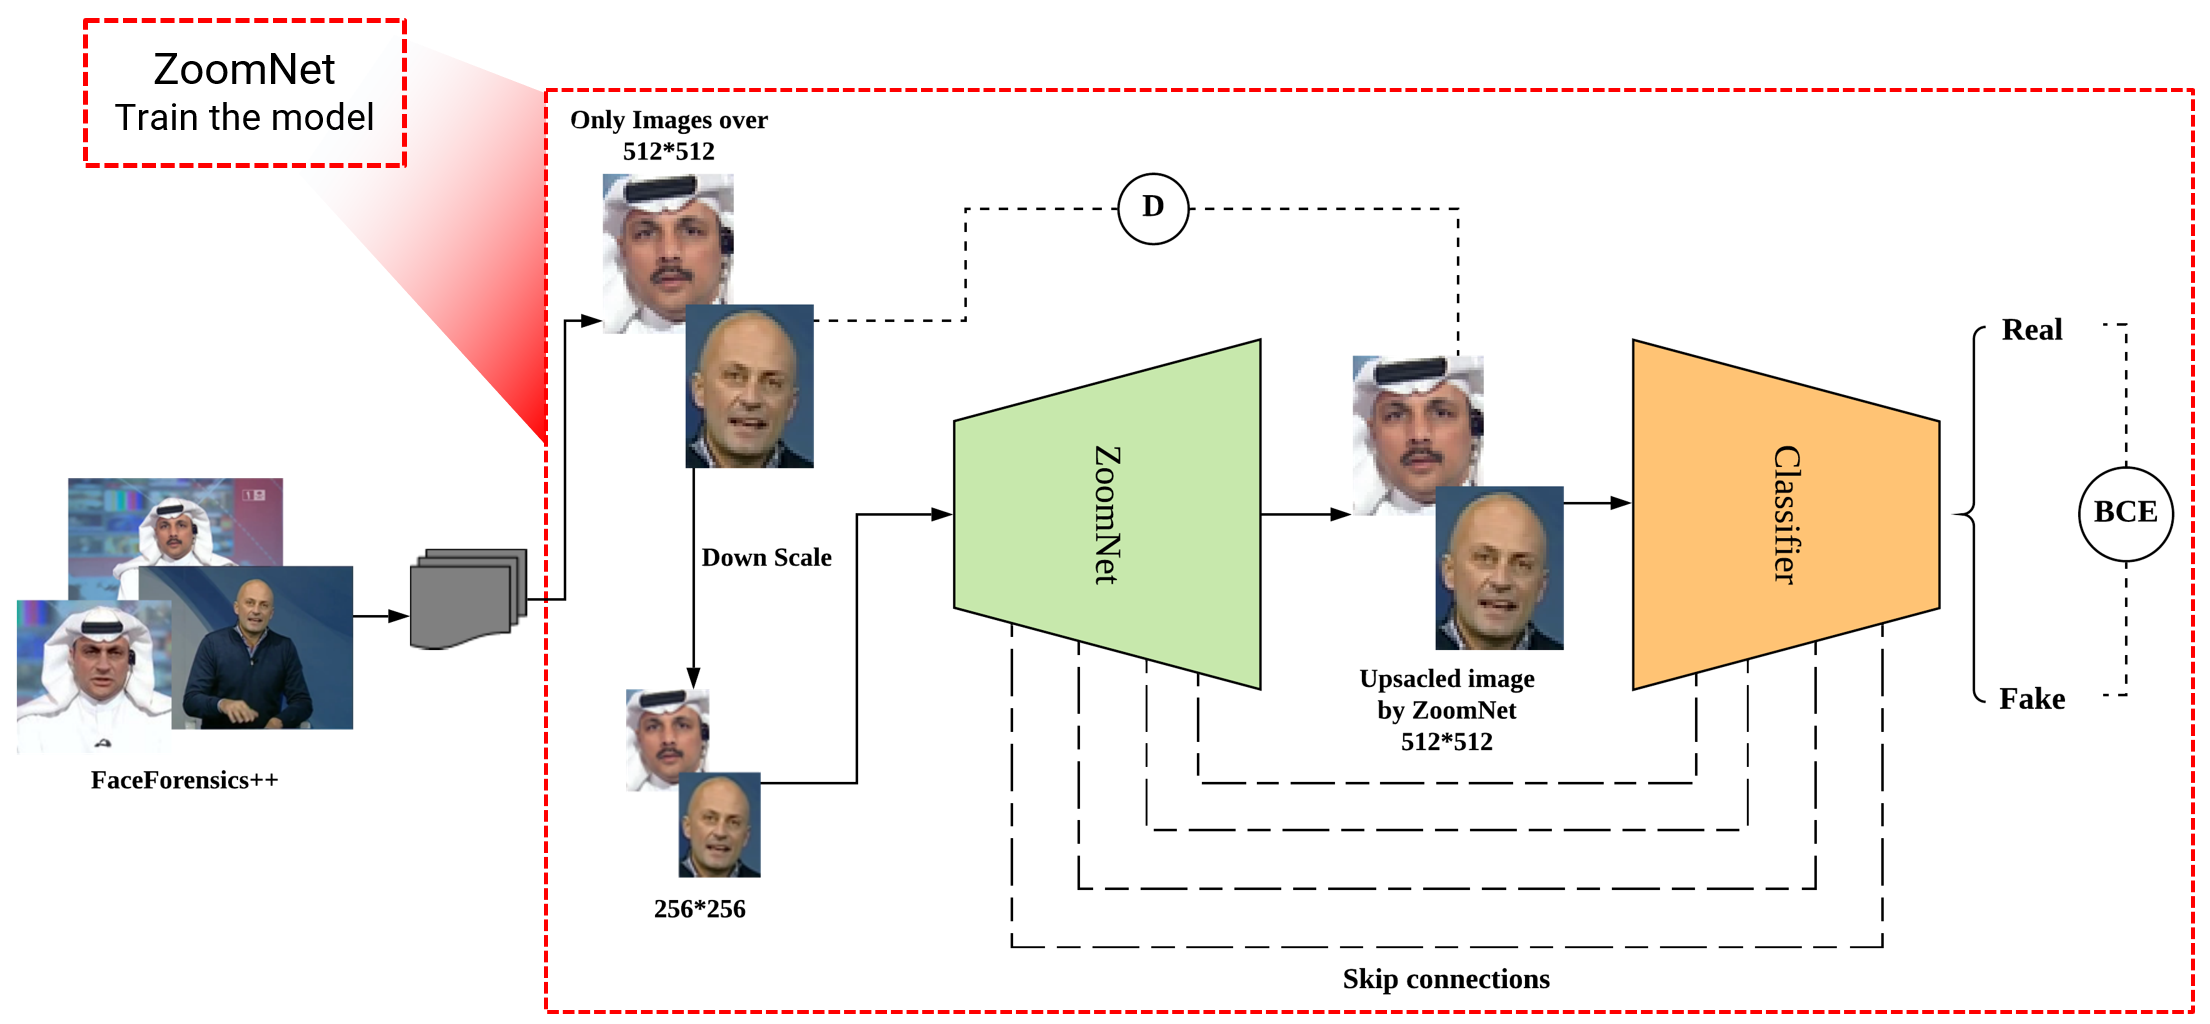 ZoomNet
Train the model
Only Images over
512*512
D
Real
ZoomNet
Classifier
BCE
Down Scale
Upsacled image
by ZoomNet
512*512
Fake
FaceForensics++
256*256
Skip connections